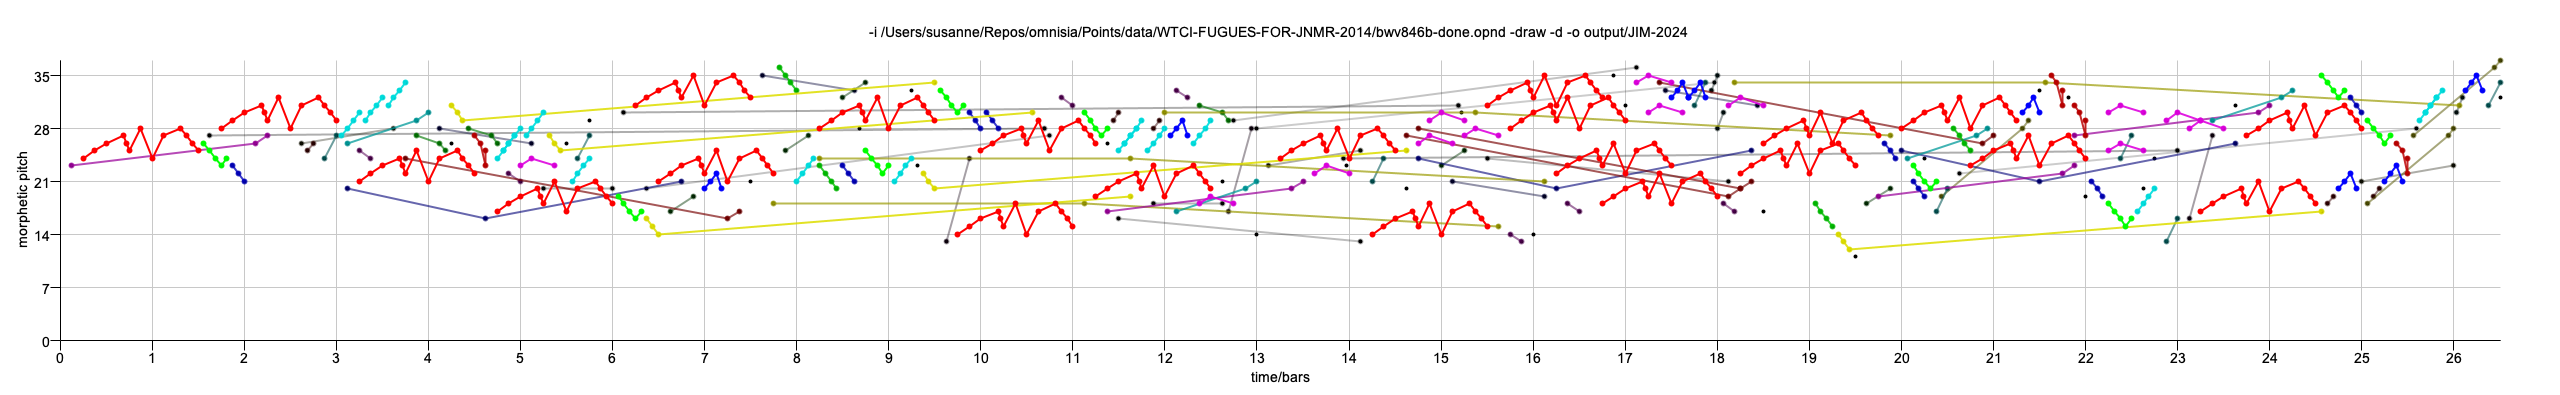 -i /Users/susanne/Repos/omnisia/Points/data/WTCI-FUGUES-FOR-JNMR-2014/bwv846b-done.opnd -draw -d -o output/JIM-2024
35
28
21
14
7
0
morphetic pitch
0 1 2 3 4 5 6 7 8 9 10 11 12 13 14 15 16 17 18 19 20 21 22 23 24 25 26
time/bars